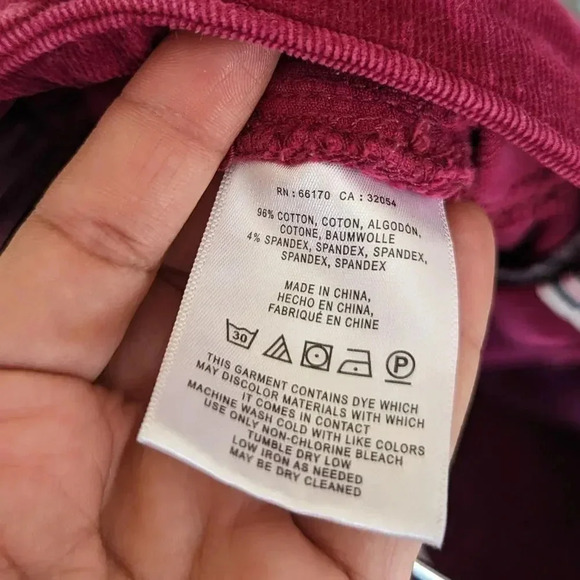 RN : 66170 CA : 32054
96% COTTON, COTON, ALGODÓN,
COTONE, BAUMWOLLE
4% SPANDEX, SPANDEX, SPANDEX,
SPANDEX, SPANDEX
MADE IN CHINA,
HECHO EN CHINA,
FABRIQUÉ EN CHINE
30 P
THIS GARMENT CONTAINS DYE WHICH
MAY DISCOLOR MATERIALS WITH WHICH
IT COMES IN CONTACT
MACHINE WASH COLD WITH LIKE COLORS
USE ONLY NON-CHLORINE BLEACH
TUMBLE DRY LOW
LOW IRON AS NEEDED
MAY BE DRY CLEANED